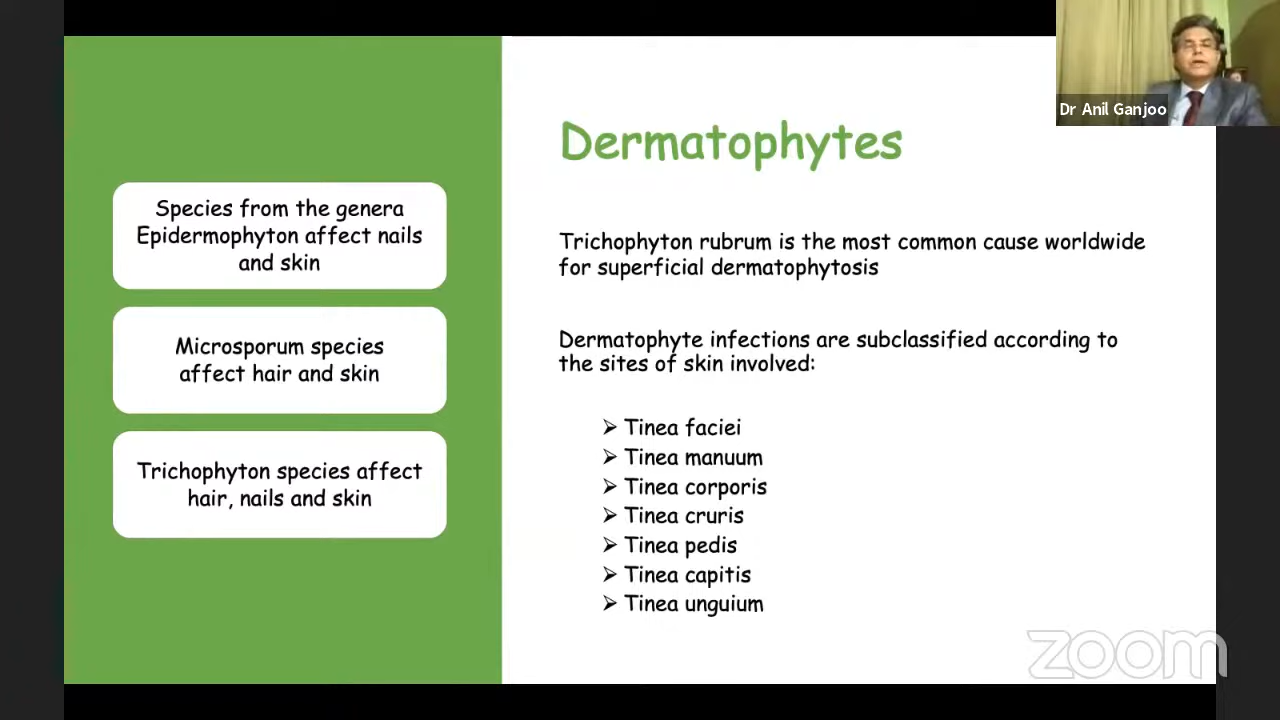 Dr Anil Ganjoo
Dermatophytes
Species from the genera
Epidermophyton affect nails
and skin
Microsporum species
affect hair and skin
Trichophyton species affect
hair, nails and skin
Trichophyton rubrum is the most common cause worldwide
for superficial dermatophytosis
Dermatophyte infections are subclassified according to
the sites of skin involved:
➢ Tinea faciei
➢ Tinea manuum
➢ Tinea corporis
➢ Tinea cruris
➢ Tinea pedis
➢ Tinea capitis
➢ Tinea unguium
zoom